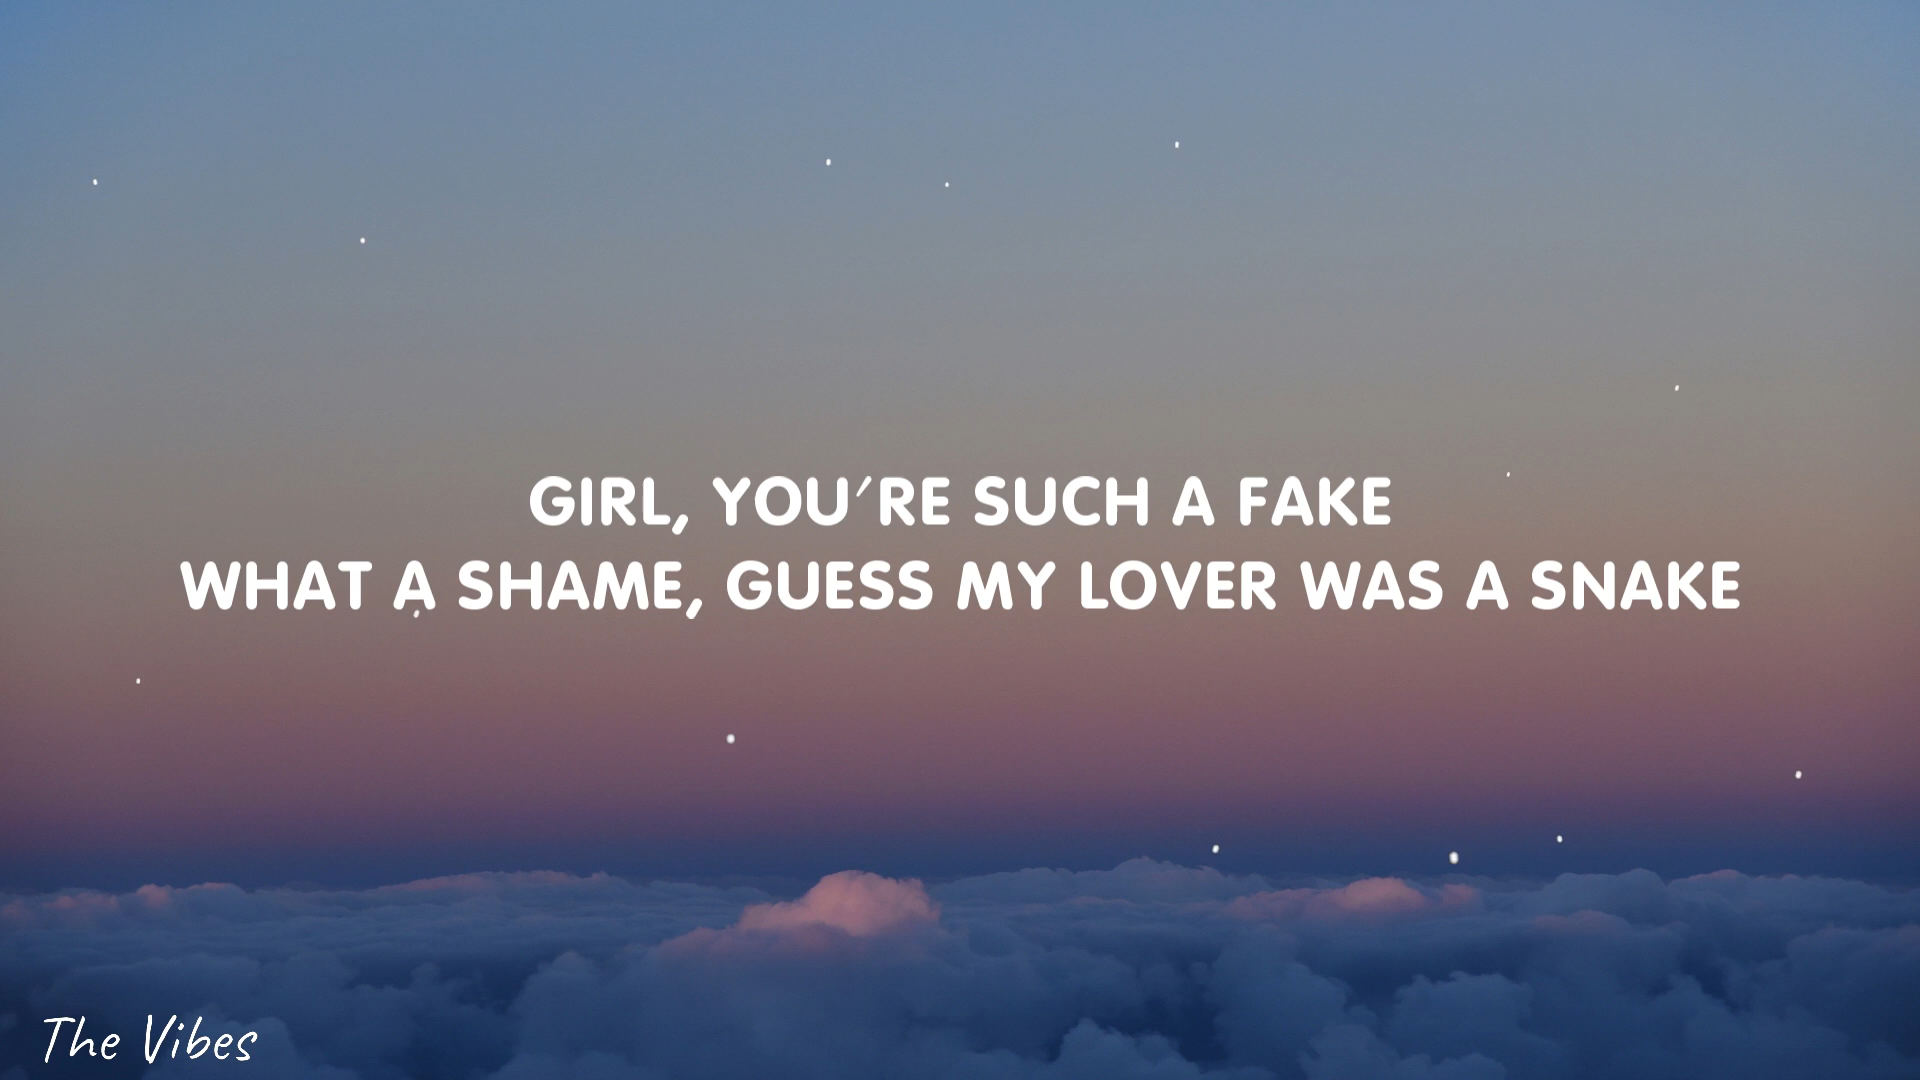 GIRL, YOU'RE SUCH A FAKE
WHAT A SHAME, GUESS MY LOVER WAS A SNAKE
The Vibes